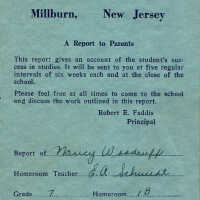 Millburn, New Jersey
A Report to Parents
This report gives an account of the student's suc-
cess in studies. It will be sent to you at five regular
intervals of six weeks each and at the close of the
school.
Please feel free at all times to come to the school
and discuss the work outlined in this report.
Robert E. Faddis
Principal
Report of Nancy Woodruff
Homeroom Teacher E. A. Schmidt
Grade 7 Homeroom 18